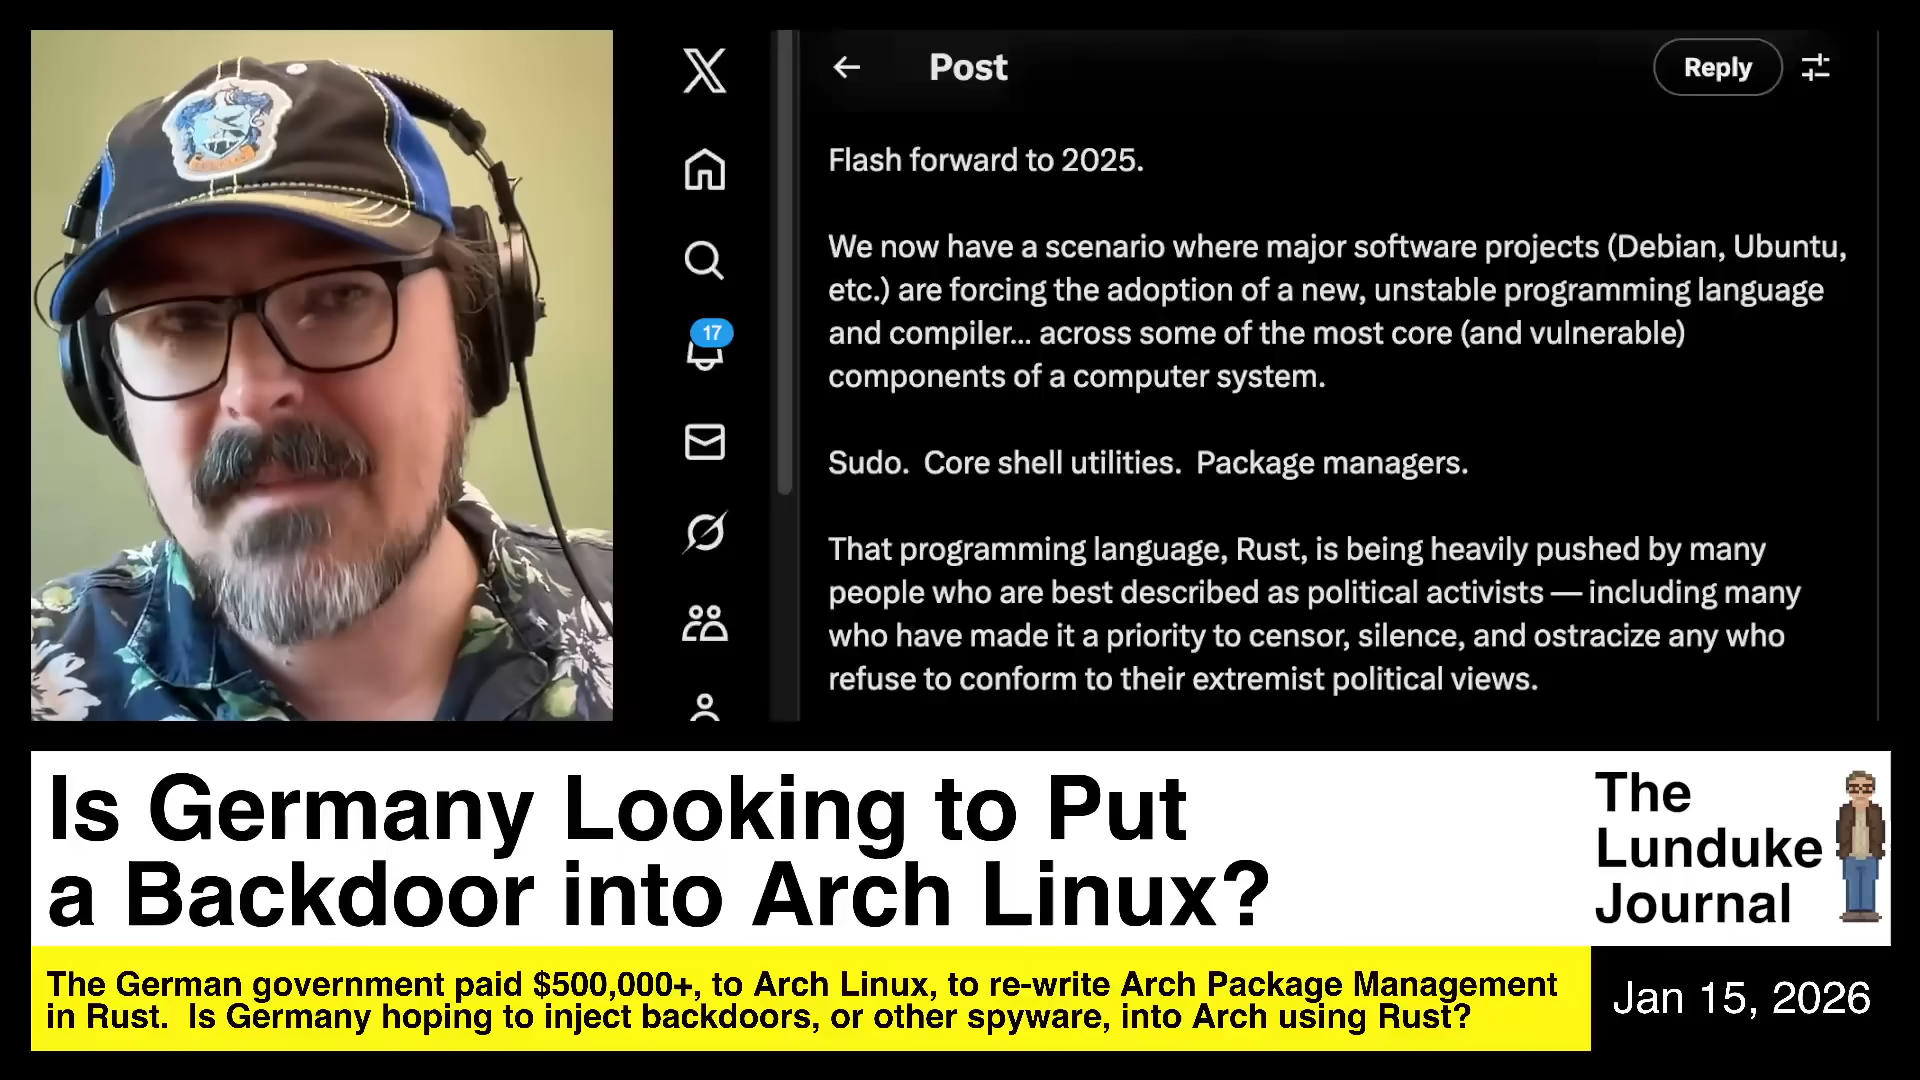 Post
Reply
17
Flash forward to 2025.
We now have a scenario where major software projects (Debian, Ubuntu,
etc.) are forcing the adoption of a new, unstable programming language
and compiler... across some of the most core (and vulnerable)
components of a computer system.
Sudo.  Core shell utilities.  Package managers.
That programming language, Rust, is being heavily pushed by many
people who are best described as political activists — including many
who have made it a priority to censor, silence, and ostracize any who
refuse to conform to their extremist political views.
Is Germany Looking to Put
a Backdoor into Arch Linux?
The
Lunduke
Journal
The German government paid $500,000+, to Arch Linux, to re-write Arch Package Management
in Rust.  Is Germany hoping to inject backdoors, or other spyware, into Arch using Rust?
Jan 15, 2026